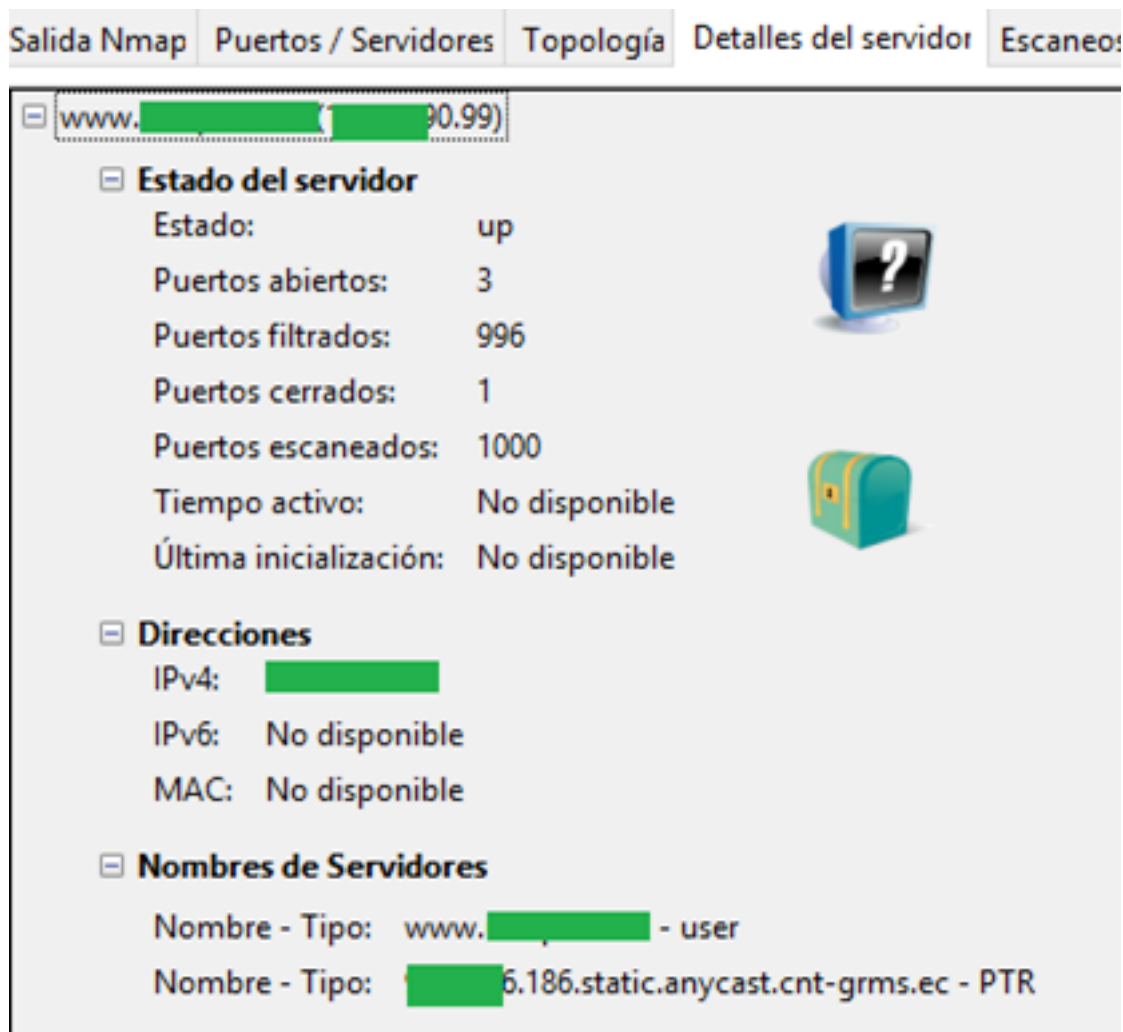 Salida Nmap Puertos / Servidores Topología Detalles del servidor Escaneos
www. ( 90.99)
Estado del servidor
Estado: up
Puertos abiertos: 3
Puertos filtrados: 996
Puertos cerrados: 1
Puertos escaneados: 1000
Tiempo activo: No disponible
Última inicialización: No disponible
Direcciones
IPv4:
IPv6: No disponible
MAC: No disponible
Nombres de Servidores
Nombre - Tipo: www. - user
Nombre - Tipo: 6.186.static.anycast.cnt-grms.ec - PTR